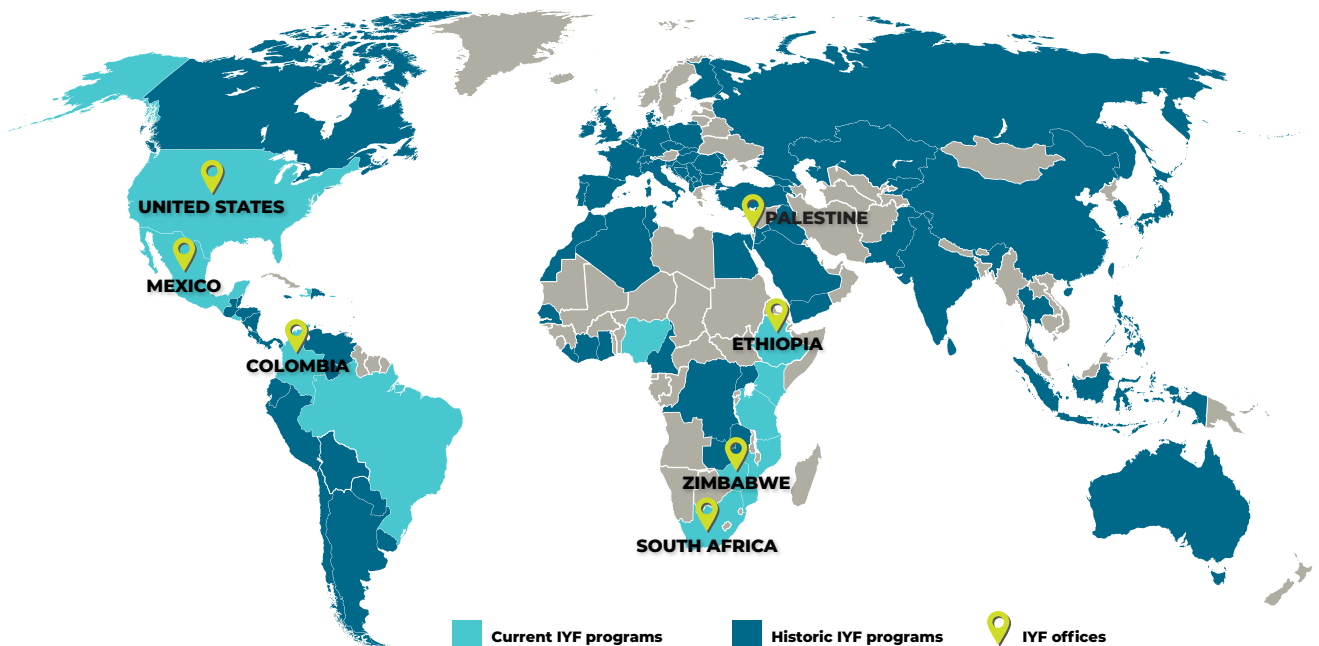 UNITED STATES
PALESTINE
MEXICO
ETHIOPIA
COLOMBIA
ZIMBABWE
SOUTH AFRICA
Current IYF programs
Historic IYF programs
IYF offices